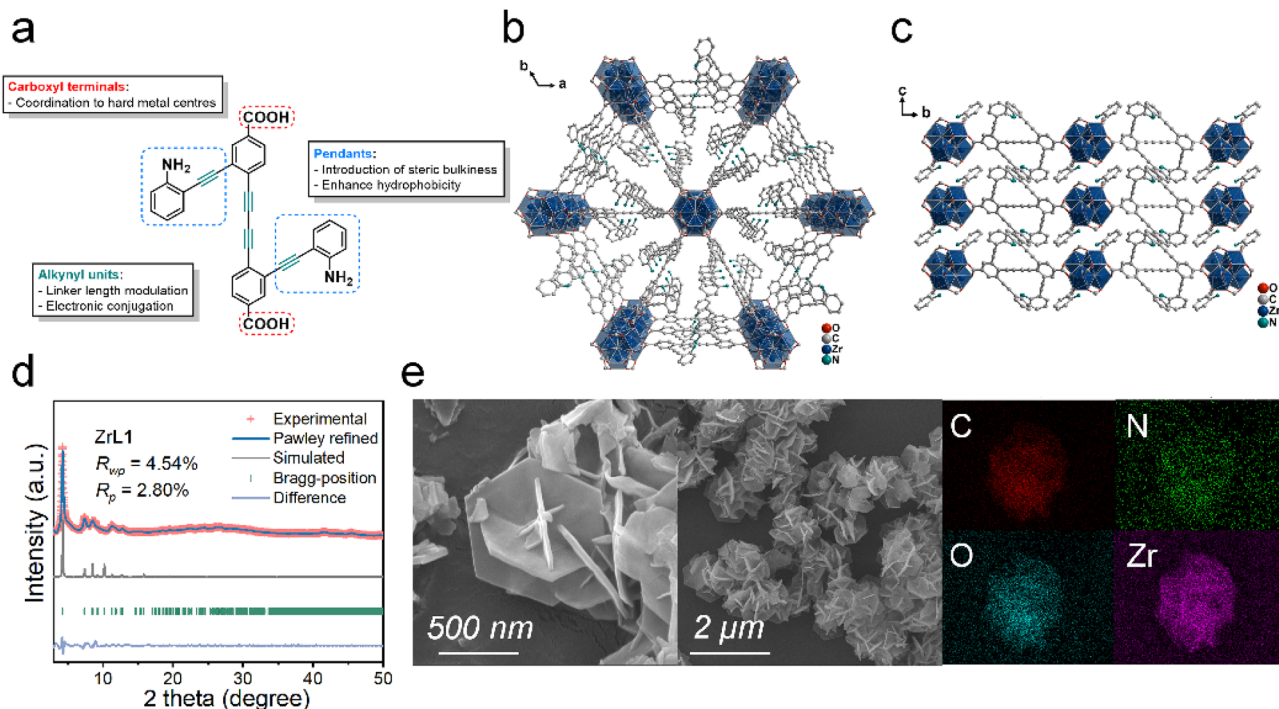 a
Carboxyl terminals:
- Coordination to hard metal centres
COOH
NH2
Pendants:
- Introduction of steric bulkiness
- Enhance hydrophobicity
Alkynyl units:
- Linker length modulation
- Electronic conjugation
NH2
COOH
b
b
a
O
C
Zr
N
c
c
b
O
C
Zr
N
d
Experimental
Pawley refined
Simulated
Bragg-position
Difference
ZrL1
Rwp = 4.54%
Rp = 2.80%
Intensity (a.u.)
10 20 30 40 50
2 theta (degree)
e
500 nm
2 μm
C
N
O
Zr